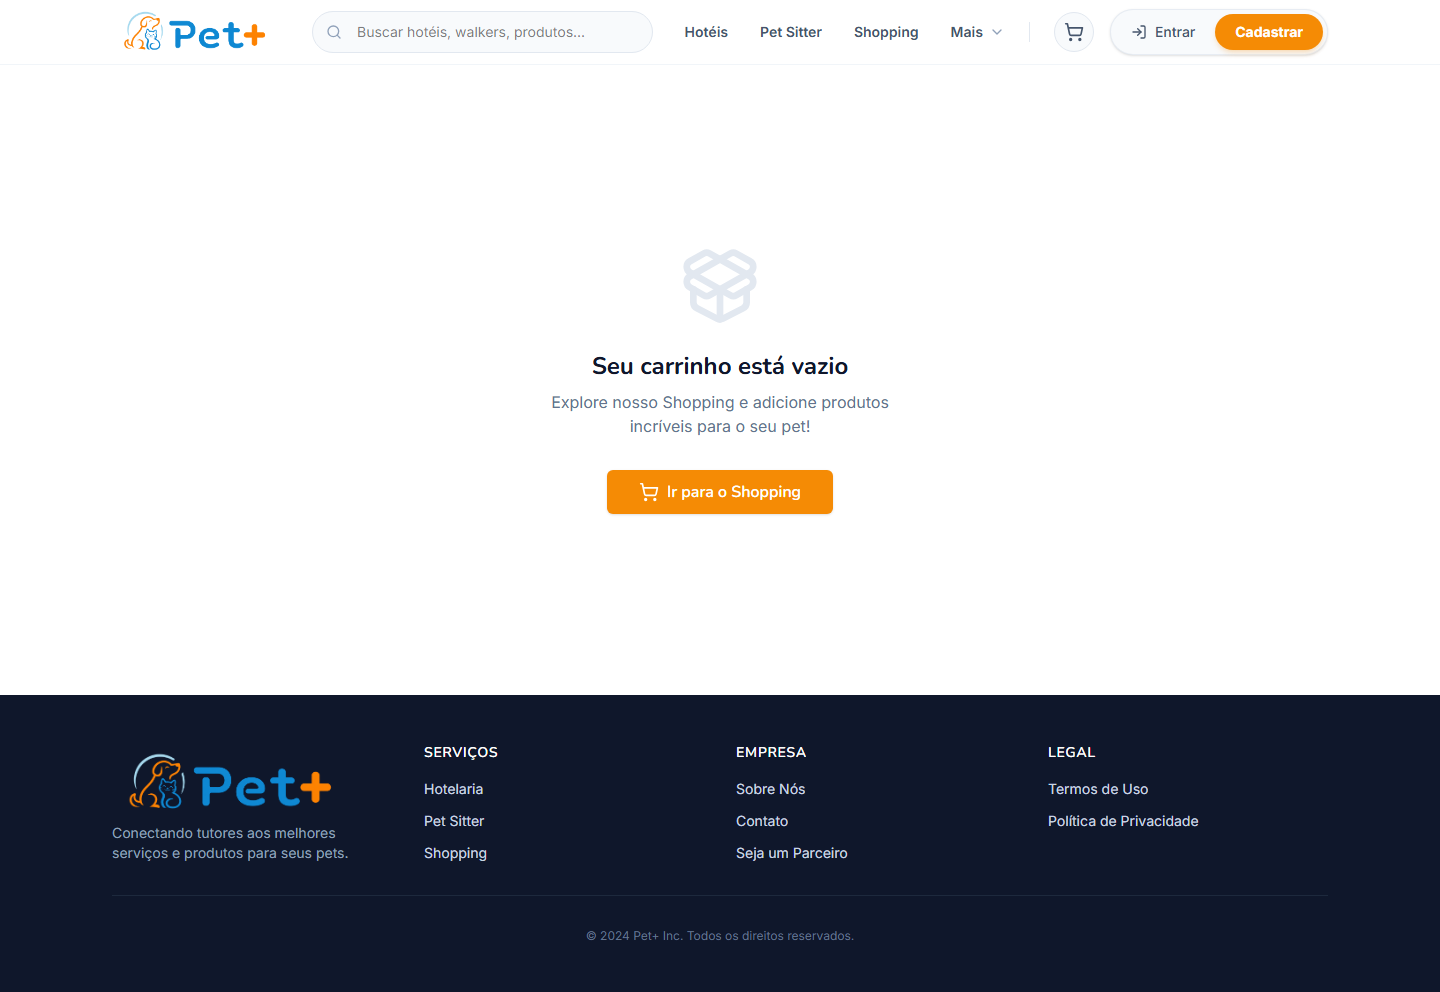 Pet+
Buscar hotéis, walkers, produtos...
Hotéis
Pet Sitter
Shopping
Mais
Entrar
Cadastrar
Seu carrinho está vazio
Explore nosso Shopping e adicione produtos
incríveis para o seu pet!
Ir para o Shopping
Pet+
Conectando tutores aos melhores
serviços e produtos para seus pets.
SERVIÇOS
Hotelaria
Pet Sitter
Shopping
EMPRESA
Sobre Nós
Contato
Seja um Parceiro
LEGAL
Termos de Uso
Política de Privacidade
© 2024 Pet+ Inc. Todos os direitos reservados.